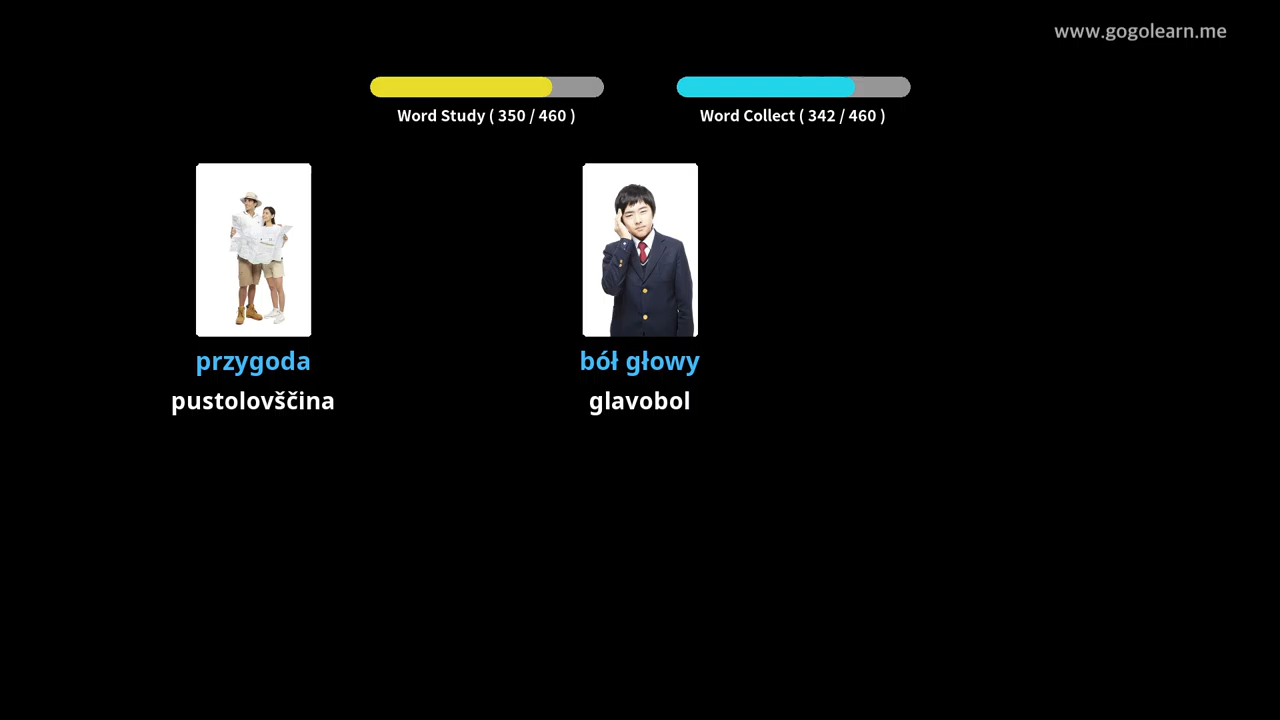 www.gogolearn.me
Word Study ( 350 / 460 )
Word Collect ( 342 / 460 )
przygoda
pustolovščina
ból głowy
glavobol